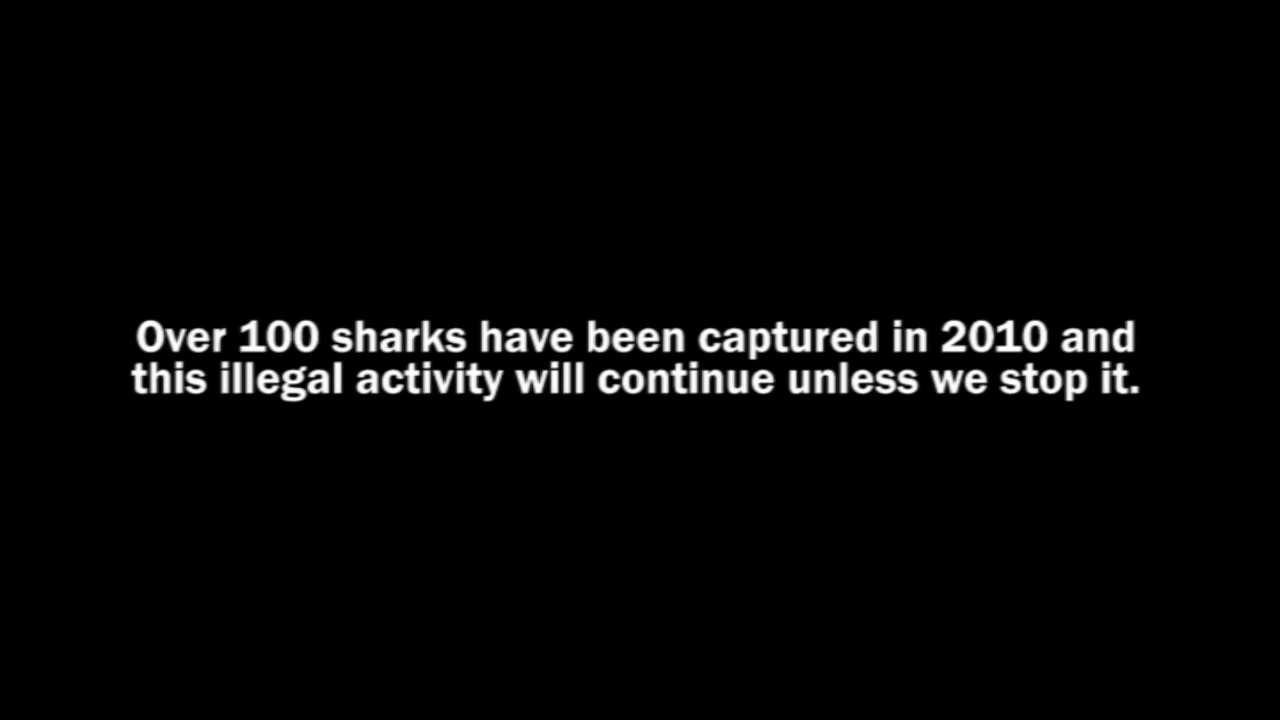 Over 100 sharks have been captured in 2010 and
this illegal activity will continue unless we stop it.